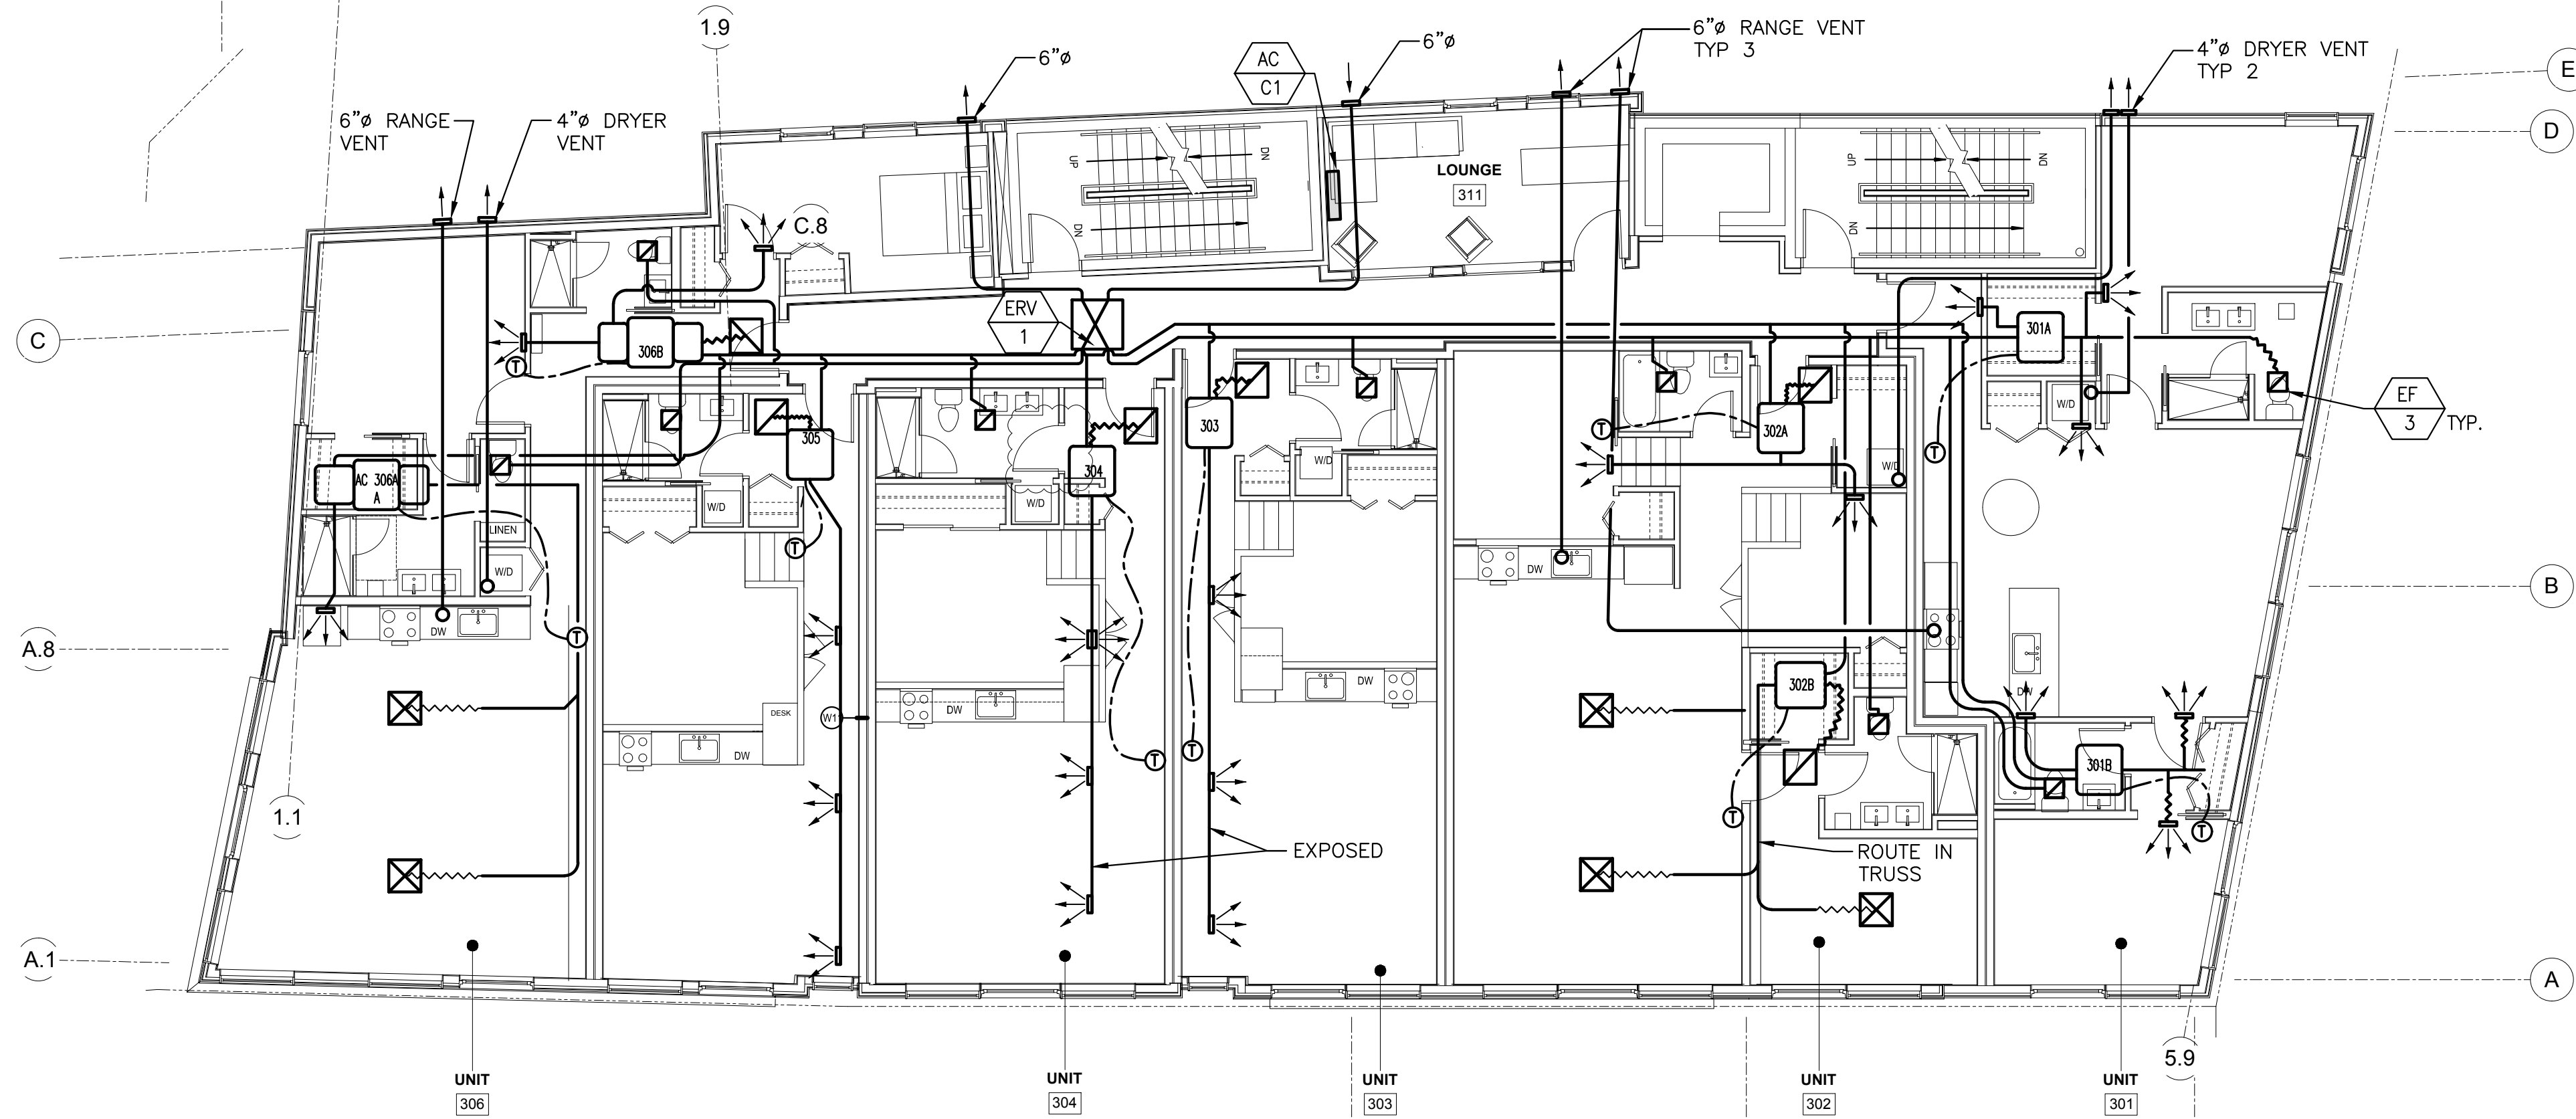 1.9
6"ø
AC
C1
6"ø
6"ø RANGE VENT
TYP 3
4"ø DRYER VENT
TYP 2
E
6"ø RANGE
VENT
4"ø DRYER
VENT
D
UP
DN
DN
LOUNGE
311
UP
DN
DN
C.8
C
ERV
1
306B
301A
T
305
303
302A
T
W/D
EF
3
TYP.
AC 306A
A
304
W/D
W/D
W/D
W/D
T
LINEN
W/D
T
DW
T
DW
B
A.8
302B
DW
DW
DESK
DW
DW
W1
T
T
301B
1.1
T
T
EXPOSED
ROUTE IN
TRUSS
A.1
A
5.9
UNIT
306
UNIT
304
UNIT
303
UNIT
302
UNIT
301